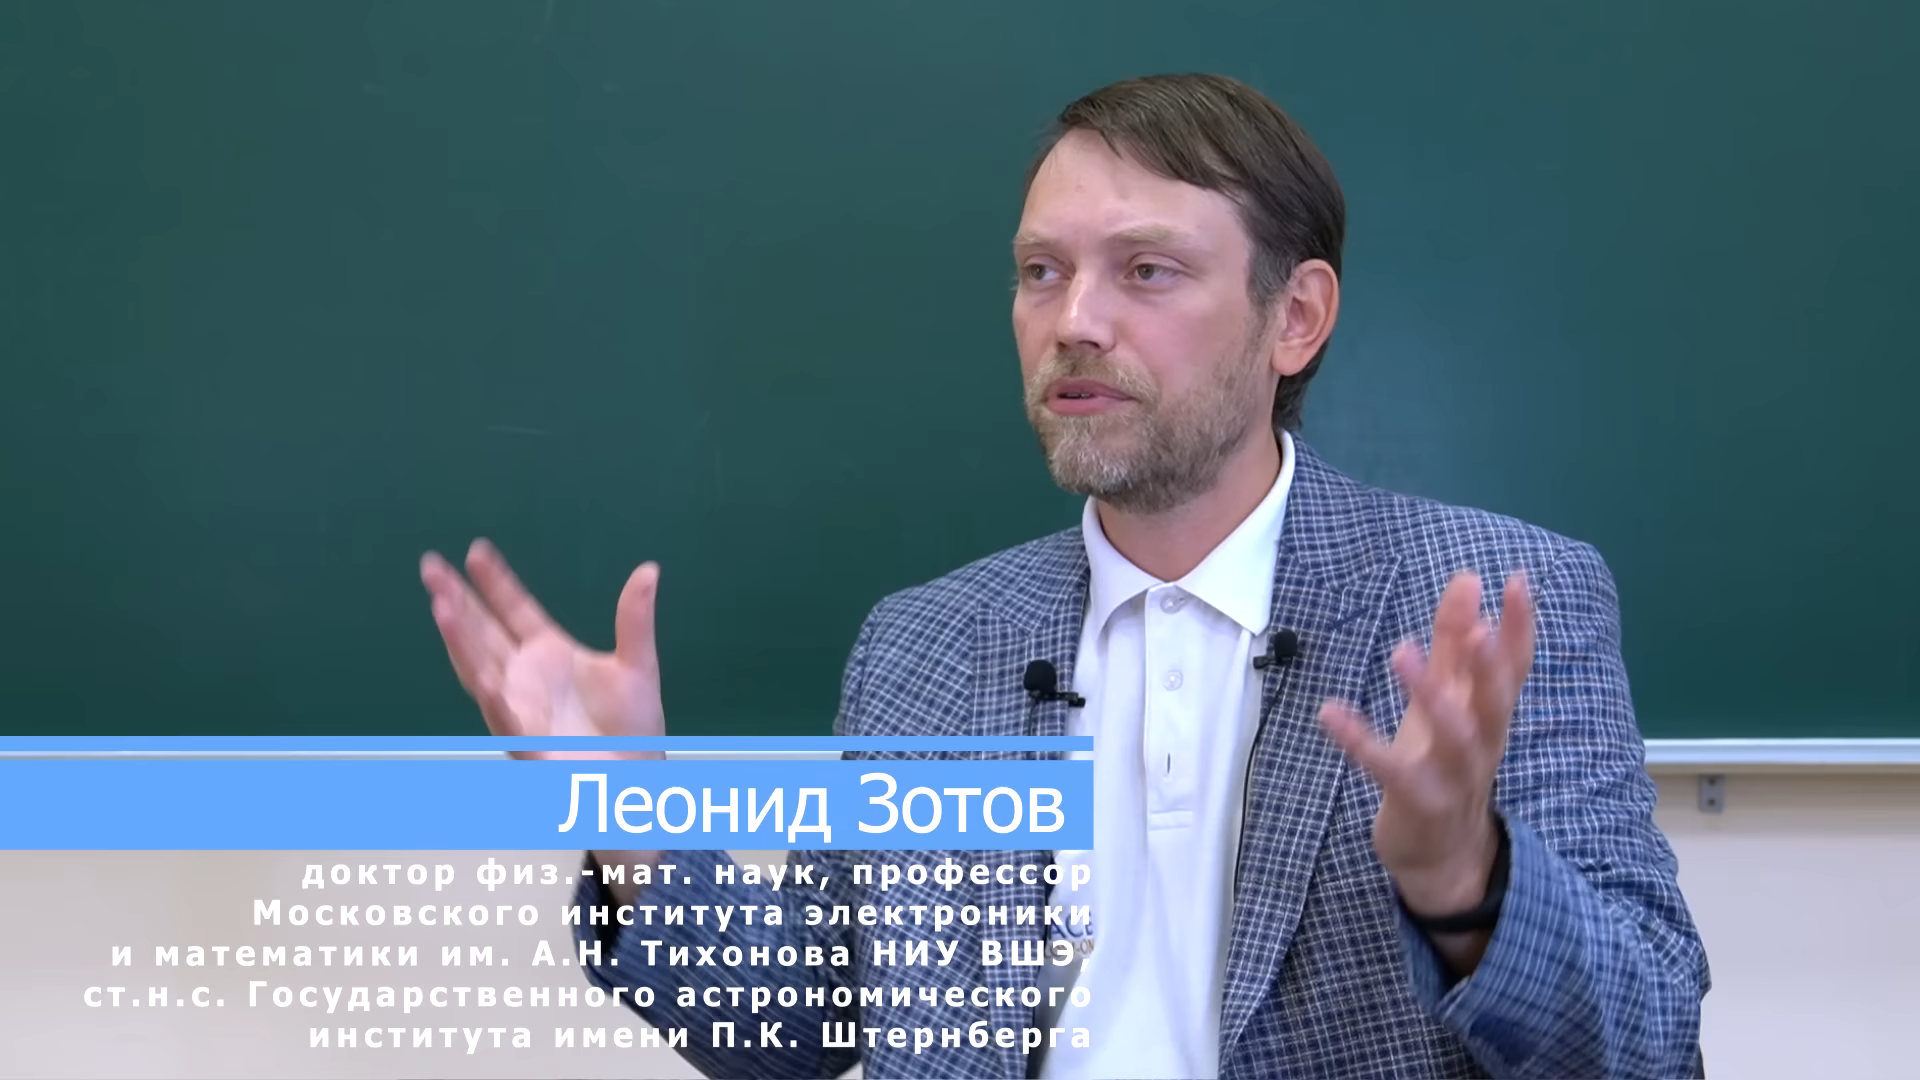 Леонид Зотов
доктор физ.-мат. наук, профессор
Московского института электроники
и математики им. А.Н. Тихонова НИУ ВШЭ,
ст.н.с. Государственного астрономического
института имени П.К. Штернберга